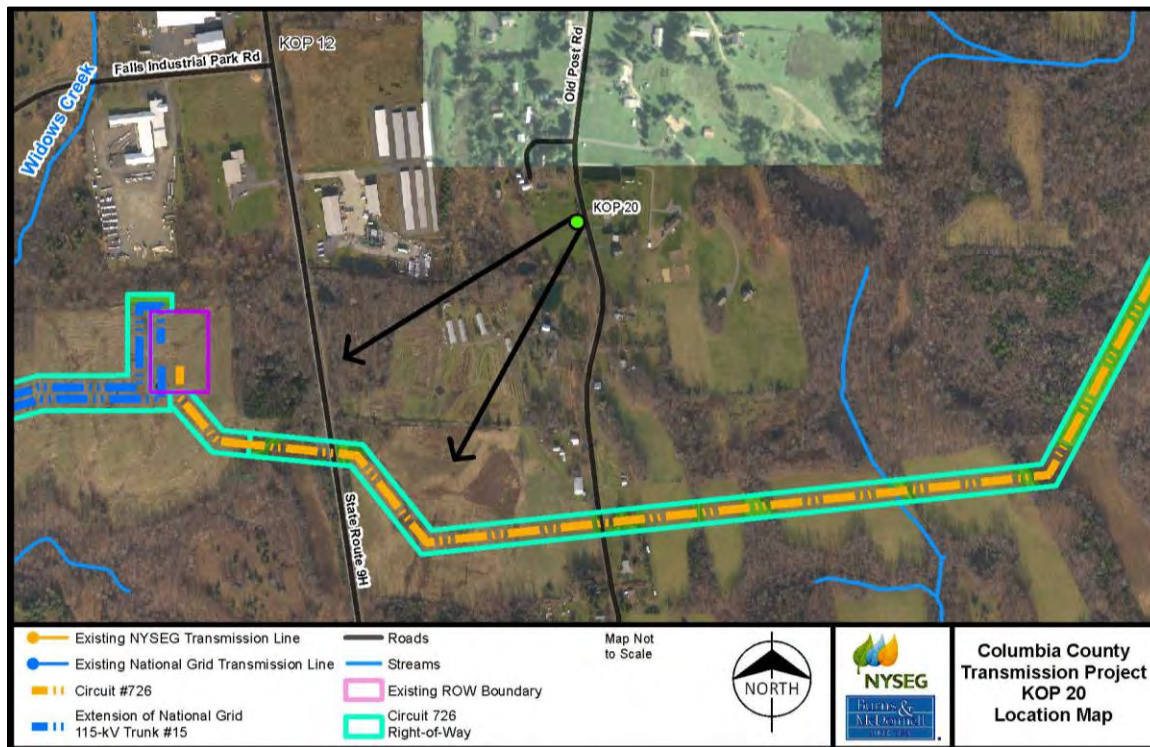 KOP 12
Falls Industrial Park Rd
Widows Creek
Old Post Rd
KOP 20
State Route 9H
Existing NYSEG Transmission Line
Existing National Grid Transmission Line
Circuit #726
Extension of National Grid
115-kV Trunk #15
Roads
Streams
Existing ROW Boundary
Circuit 726
Right-of-Way
Map Not
to Scale
NORTH
NYSEG
Burns &
McDonnell
Columbia County
Transmission Project
KOP 20
Location Map